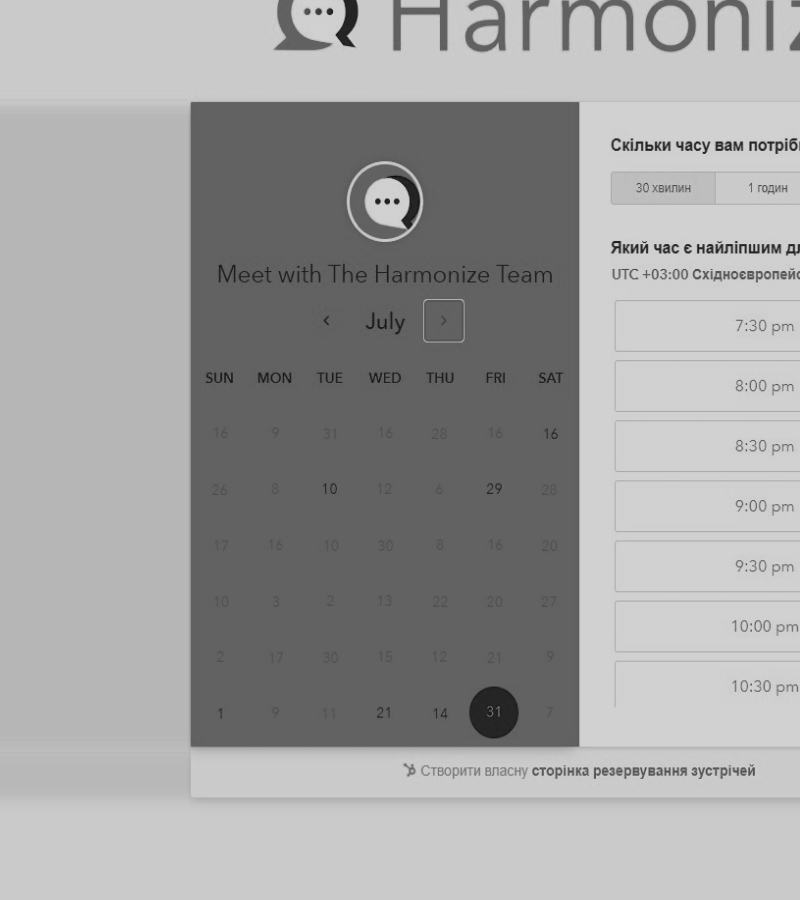 Harmoniz
Meet with The Harmonize Team
July
SUN MON TUE WED THU FRI SAT
16 9 31 16 28 16 16
26 8 10 12 6 29 28
17 16 10 30 8 16 20
10 3 2 13 22 20 27
2 17 30 15 12 21 9
1 9 11 21 14 31 7
Скільки часу вам потріб
30 хвилин 1 годин
Який час є найліпшим д
UTC +03:00 Східноєвропейс
7:30 pm
8:00 pm
8:30 pm
9:00 pm
9:30 pm
10:00 pm
10:30 pm
Створити власну сторінка резервування зустрічей